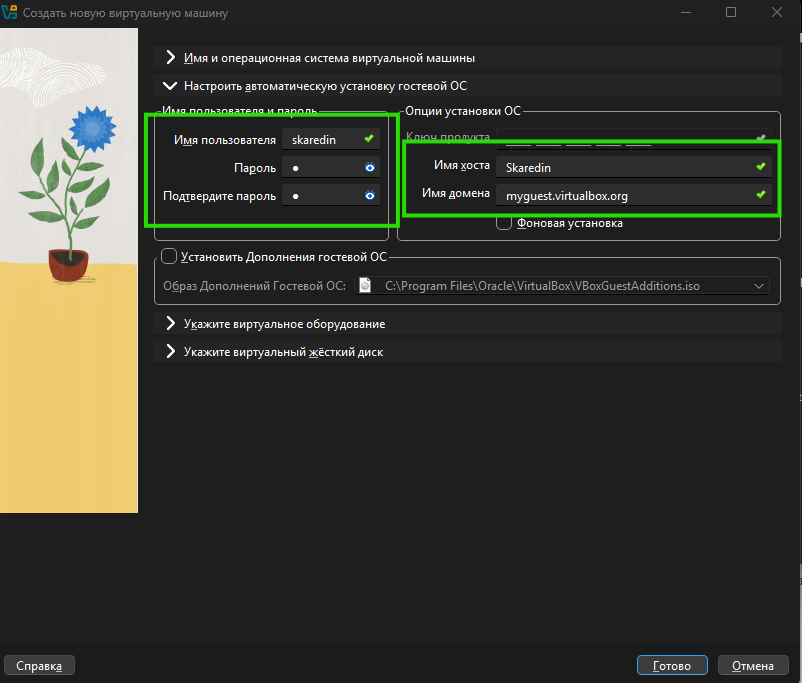 Создать новую виртуальную машину
Имя и операционная система виртуальной машины
Настроить автоматическую установку гостевой ОС
Имя пользователя и пароль
Имя пользователя skaredin
Пароль ●
Подтвердите пароль ●
Опции установки ОС
Ключ продукта
Имя хоста Skaredin
Имя домена myguest.virtualbox.org
Фоновая установка
Установить Дополнения гостевой ОС
Образ Дополнений Гостевой ОС: C:\Program Files\Oracle\VirtualBox\VBoxGuestAdditions.iso
Укажите виртуальное оборудование
Укажите виртуальный жёсткий диск
Справка Готово Отмена